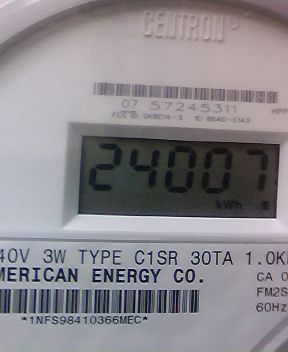 CENTRON®
07 57245311
24007
kWh
40V 3W TYPE C1SR 30TA 1.0K
MERICAN ENERGY CO.
CA 0
FM2S
60Hz
*1NFS98410366MEC*